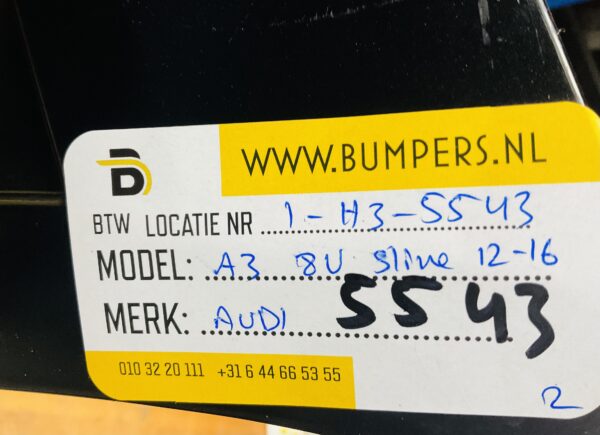 WWW.BUMPERS.NL
BTW LOCATIE NR 1-H3-5543
MODEL: A3 8V Sline 12-16
MERK: AUDI 5543
010 32 20 111 +31 6 44 66 53 55
2